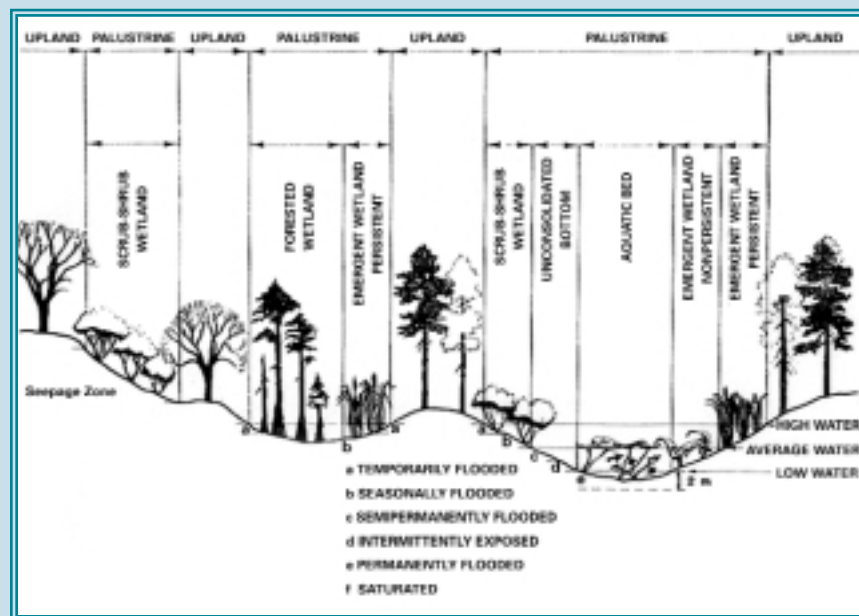 UPLAND PALUSTRINE UPLAND PALUSTRINE UPLAND PALUSTRINE UPLAND
SCRUB-SHRUB
WETLAND
FORESTED
WETLAND
EMERGENT WETLAND
PERSISTENT
SCRUB-SHRUB
WETLAND
UNCONSOLIDATED
BOTTOM
AQUATIC BED
EMERGENT WETLAND
NONPERSISTENT
EMERGENT WETLAND
PERSISTENT
Seepage Zone
HIGH WATER
AVERAGE WATER
LOW WATER
b
b
c
d
e
2 m
a TEMPORARILY FLOODED
b SEASONALLY FLOODED
c SEMIPERMANENTLY FLOODED
d INTERMITTENTLY EXPOSED
e PERMANENTLY FLOODED
f SATURATED